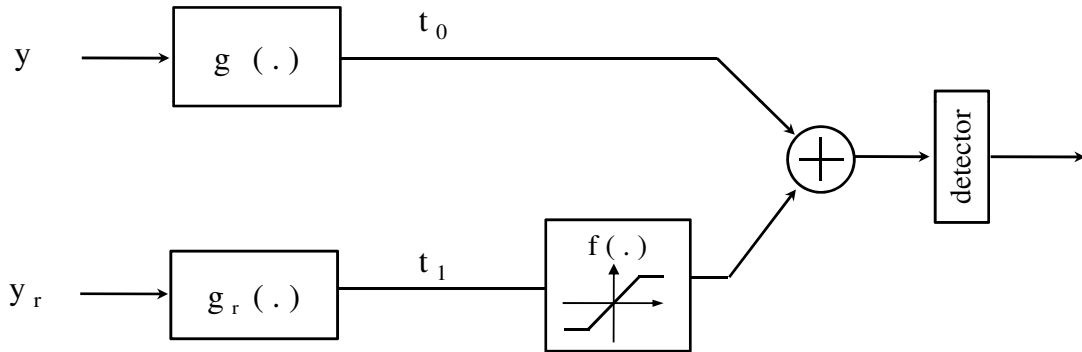 y
g (.)
t 0
y r
g r (.)
t 1
f(.)
detector